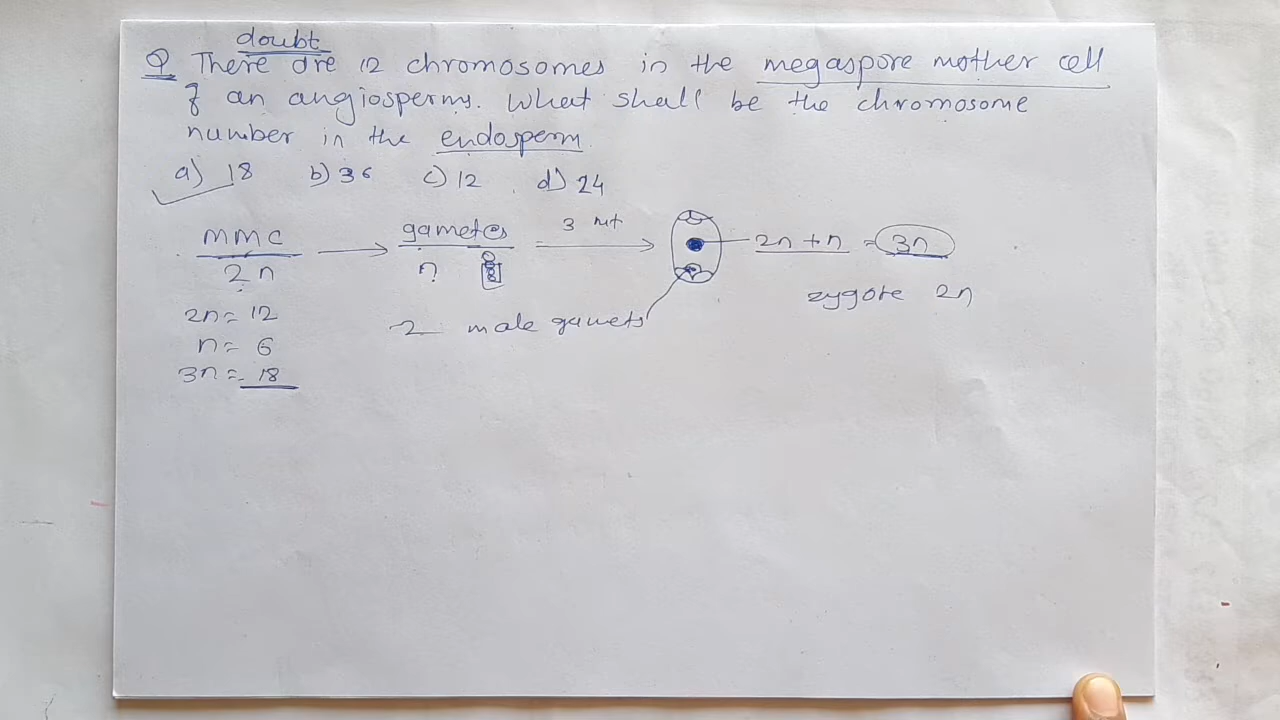 doubt
Q There are 12 chromosomes in the megaspore mother cell
of an angiosperms. What shall be the chromosome
number in the endosperm
a) 18 b) 36 c) 12 d) 24
MMC gametes 3 mt 2n + n = 3n
2n n
zygote 2n
2n = 12 2 male gamets
n = 6
3n = 18